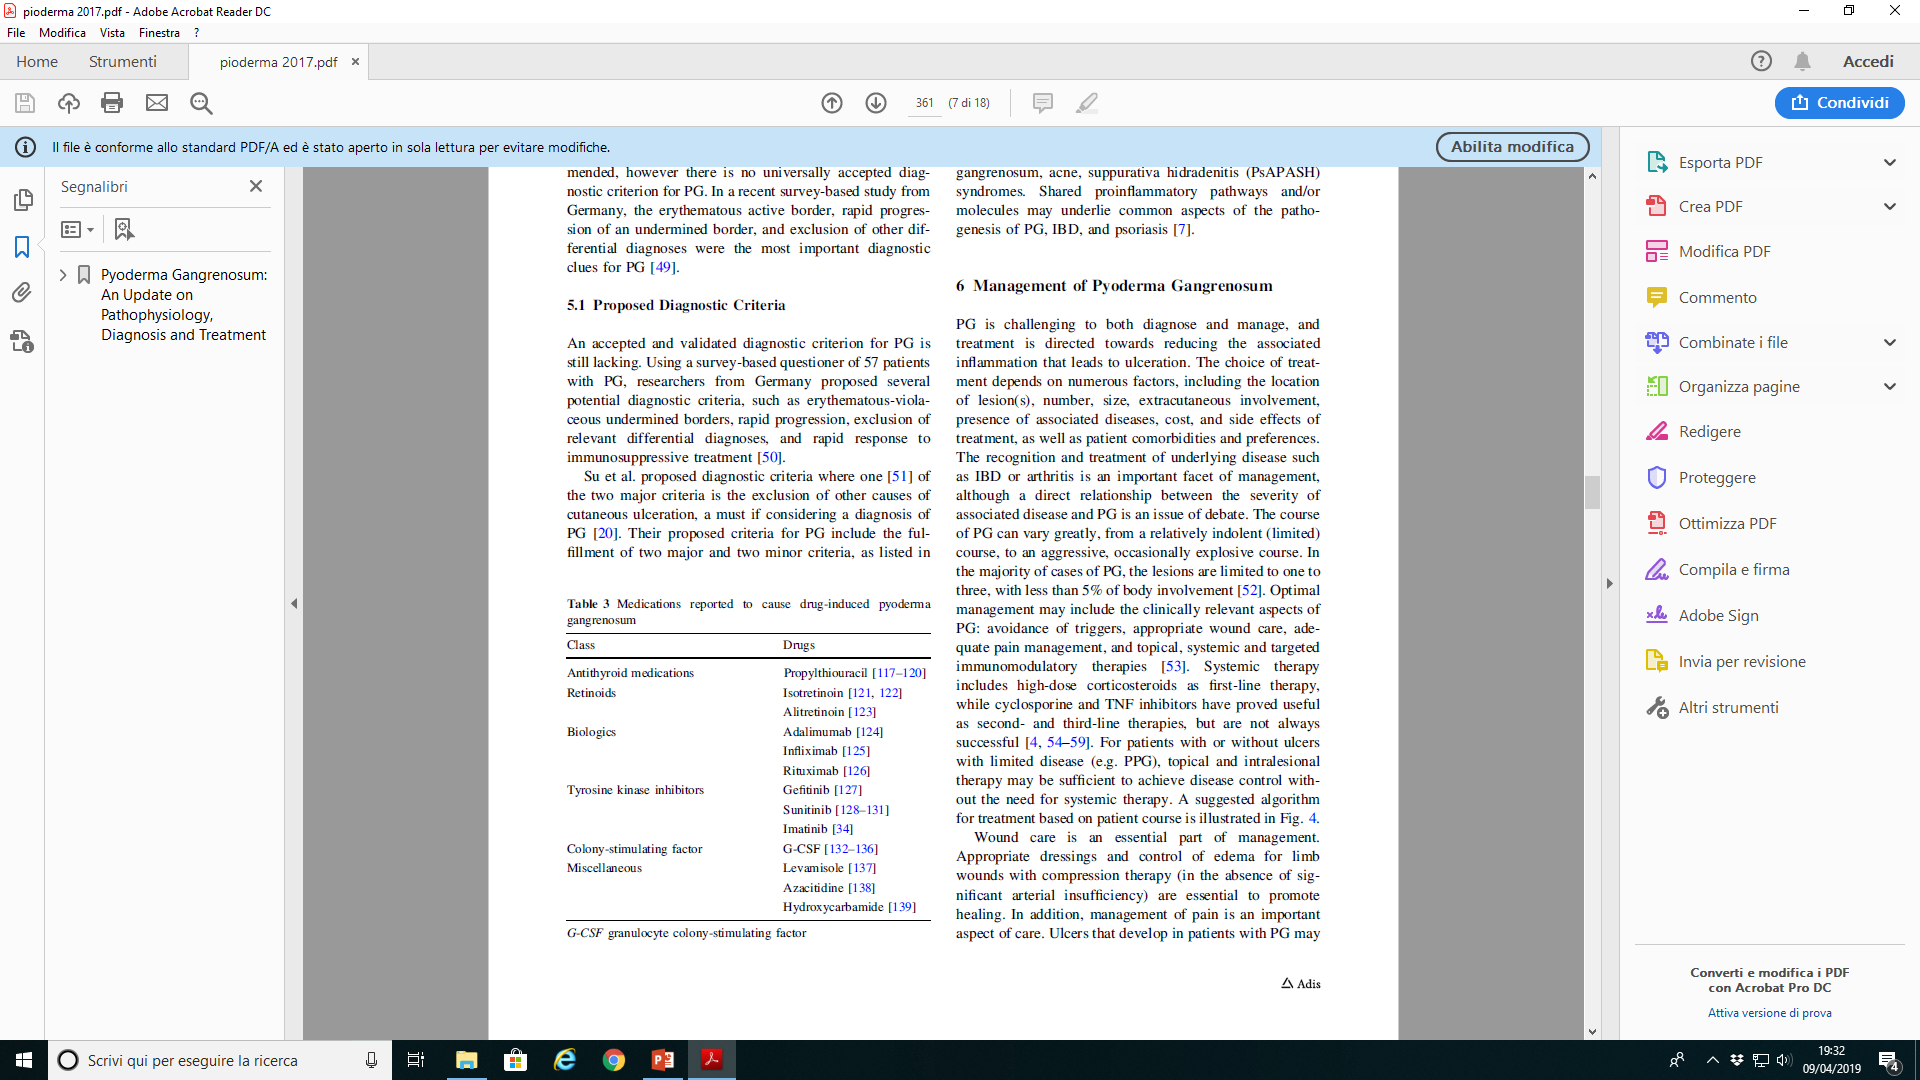 pioderma 2017.pdf - Adobe Acrobat Reader DC
File Modifica Vista Finestra ?
Home Strumenti pioderma 2017.pdf × Accedi
361 (7 di 18) Condividi
Il file è conforme allo standard PDF/A ed è stato aperto in sola lettura per evitare modifiche. Abilita modifica
Segnalibri
Pyoderma Gangrenosum:
An Update on
Pathophysiology,
Diagnosis and Treatment
mended, however there is no universally accepted diag-
nostic criterion for PG. In a recent survey-based study from
Germany, the erythematous active border, rapid progres-
sion of an undermined border, and exclusion of other dif-
ferential diagnoses were the most important diagnostic
clues for PG [49].
5.1 Proposed Diagnostic Criteria
An accepted and validated diagnostic criterion for PG is
still lacking. Using a survey-based questioner of 57 patients
with PG, researchers from Germany proposed several
potential diagnostic criteria, such as erythematous-viola-
ceous undermined borders, rapid progression, exclusion of
relevant differential diagnoses, and rapid response to
immunosuppressive treatment [50].
Su et al. proposed diagnostic criteria where one [51] of
the two major criteria is the exclusion of other causes of
cutaneous ulceration, a must if considering a diagnosis of
PG [20]. Their proposed criteria for PG include the ful-
fillment of two major and two minor criteria, as listed in
Table 3 Medications reported to cause drug-induced pyoderma
gangrenosum
Class Drugs
Antithyroid medications Propylthiouracil [117–120]
Retinoids Isotretinoin [121, 122]
Alitretinoin [123]
Biologics Adalimumab [124]
Infliximab [125]
Rituximab [126]
Tyrosine kinase inhibitors Gefitinib [127]
Sunitinib [128–131]
Imatinib [34]
Colony-stimulating factor G-CSF [132–136]
Miscellaneous Levamisole [137]
Azacitidine [138]
Hydroxycarbamide [139]
G-CSF granulocyte colony-stimulating factor
gangrenosum, acne, suppurativa hidradenitis (PsAPASH)
syndromes. Shared proinflammatory pathways and/or
molecules may underlie common aspects of the patho-
genesis of PG, IBD, and psoriasis [7].
6 Management of Pyoderma Gangrenosum
PG is challenging to both diagnose and manage, and
treatment is directed towards reducing the associated
inflammation that leads to ulceration. The choice of treat-
ment depends on numerous factors, including the location
of lesion(s), number, size, extracutaneous involvement,
presence of associated diseases, cost, and side effects of
treatment, as well as patient comorbidities and preferences.
The recognition and treatment of underlying disease such
as IBD or arthritis is an important facet of management,
although a direct relationship between the severity of
associated disease and PG is an issue of debate. The course
of PG can vary greatly, from a relatively indolent (limited)
course, to an aggressive, occasionally explosive course. In
the majority of cases of PG, the lesions are limited to one to
three, with less than 5% of body involvement [52]. Optimal
management may include the clinically relevant aspects of
PG: avoidance of triggers, appropriate wound care, ade-
quate pain management, and topical, systemic and targeted
immunomodulatory therapies [53]. Systemic therapy
includes high-dose corticosteroids as first-line therapy,
while cyclosporine and TNF inhibitors have proved useful
as second- and third-line therapies, but are not always
successful [4, 54–59]. For patients with or without ulcers
with limited disease (e.g. PPG), topical and intralesional
therapy may be sufficient to achieve disease control with-
out the need for systemic therapy. A suggested algorithm
for treatment based on patient course is illustrated in Fig. 4.
Wound care is an essential part of management.
Appropriate dressings and control of edema for limb
wounds with compression therapy (in the absence of sig-
nificant arterial insufficiency) are essential to promote
healing. In addition, management of pain is an important
aspect of care. Ulcers that develop in patients with PG may
Adis
Esporta PDF
Crea PDF
Modifica PDF
Commento
Combinate i file
Organizza pagine
Redigere
Proteggere
Ottimizza PDF
Compila e firma
Adobe Sign
Invia per revisione
Altri strumenti
Converti e modifica i PDF
con Acrobat Pro DC
Attiva versione di prova
Scrivi qui per eseguire la ricerca
19:32
09/04/2019
4